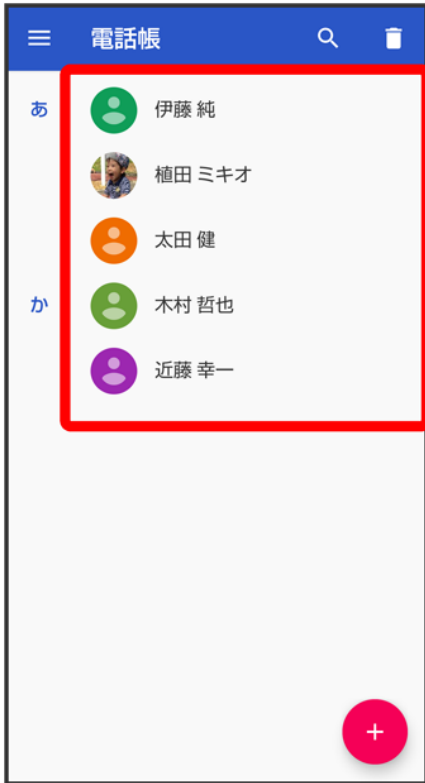 電話帳
あ
伊藤 純
植田 ミキオ
太田 健
か
木村 哲也
近藤 幸一